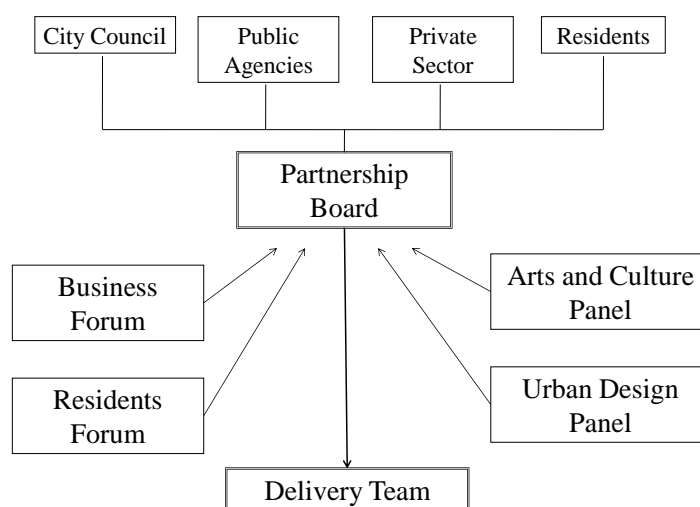 City Council
Public
Agencies
Private
Sector
Residents
Partnership
Board
Business
Forum
Arts and Culture
Panel
Residents
Forum
Urban Design
Panel
Delivery Team